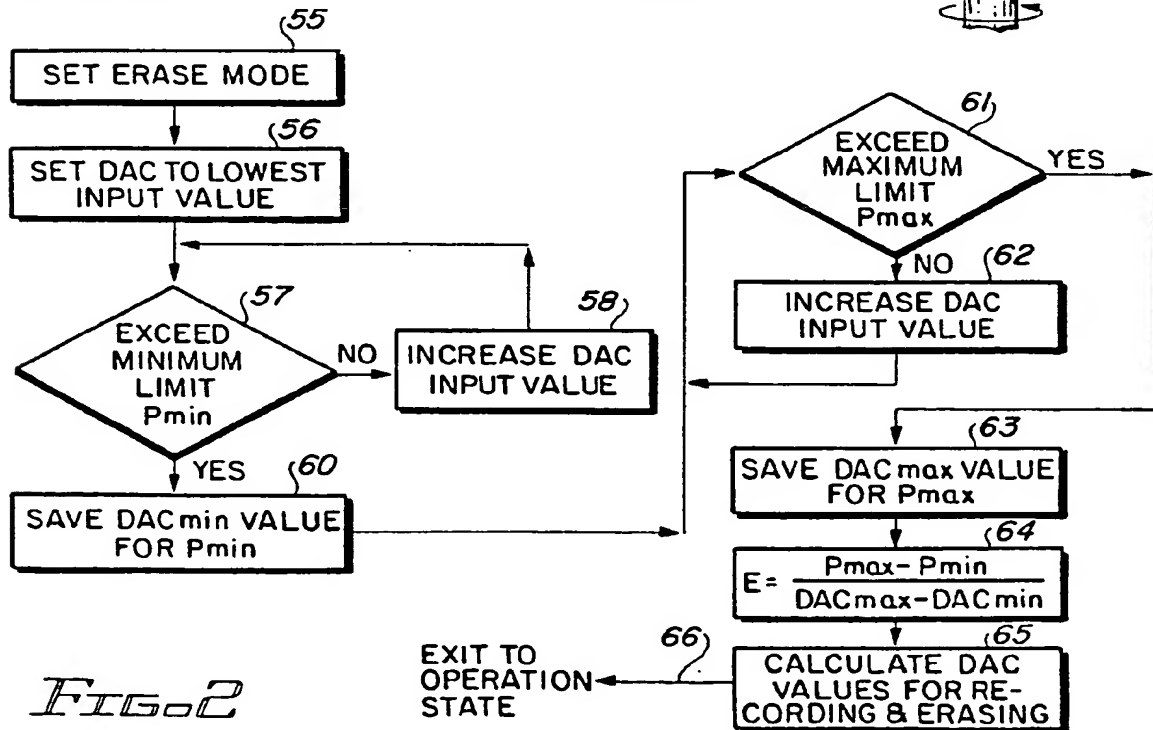 55
SET ERASE MODE
56
SET DAC TO LOWEST
INPUT VALUE
57
EXCEED
MINIMUM
LIMIT
Pmin
NO
58
INCREASE DAC
INPUT VALUE
YES
60
SAVE DACmin VALUE
FOR Pmin
61
EXCEED
MAXIMUM
LIMIT
Pmax
YES
NO
62
INCREASE DAC
INPUT VALUE
63
SAVE DACmax VALUE
FOR Pmax
64
E= Pmax-Pmin
DACmax-DACmin
65
CALCULATE DAC
VALUES FOR RE-
CORDING & ERASING
66
EXIT TO
OPERATION
STATE
FIG. 2